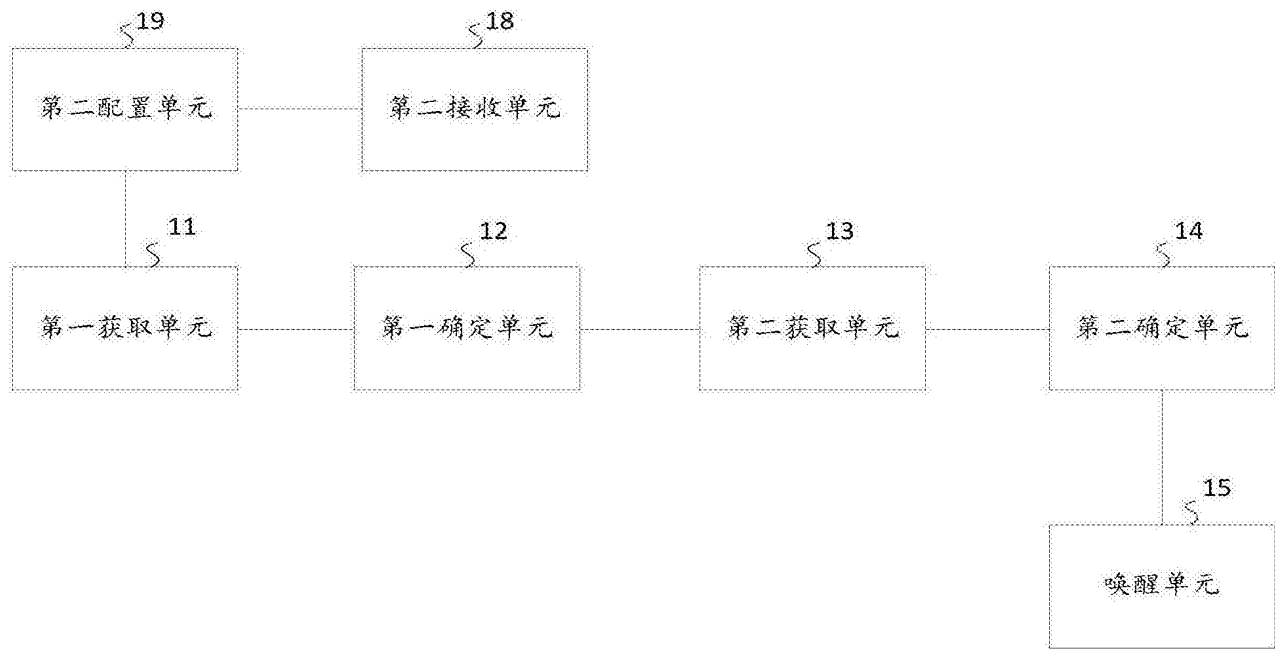 19
18
第二配置单元
第二接收单元
11
12
13
14
第一获取单元
第一确定单元
第二获取单元
第二确定单元
15
唤醒单元